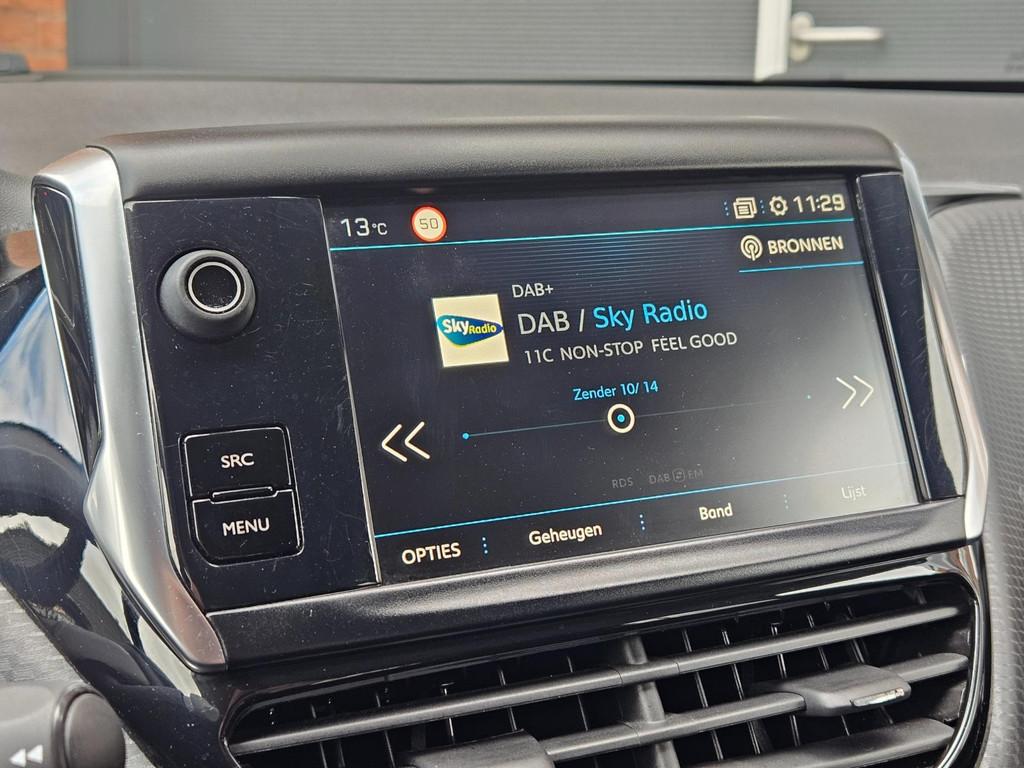 13°C
50
11:29
BRONNEN
DAB+
Sky Radio
DAB / Sky Radio
11C NON-STOP FEEL GOOD
Zender 10/ 14
SRC
RDS DAB FM
MENU
OPTIES
Geheugen
Band
Lijst